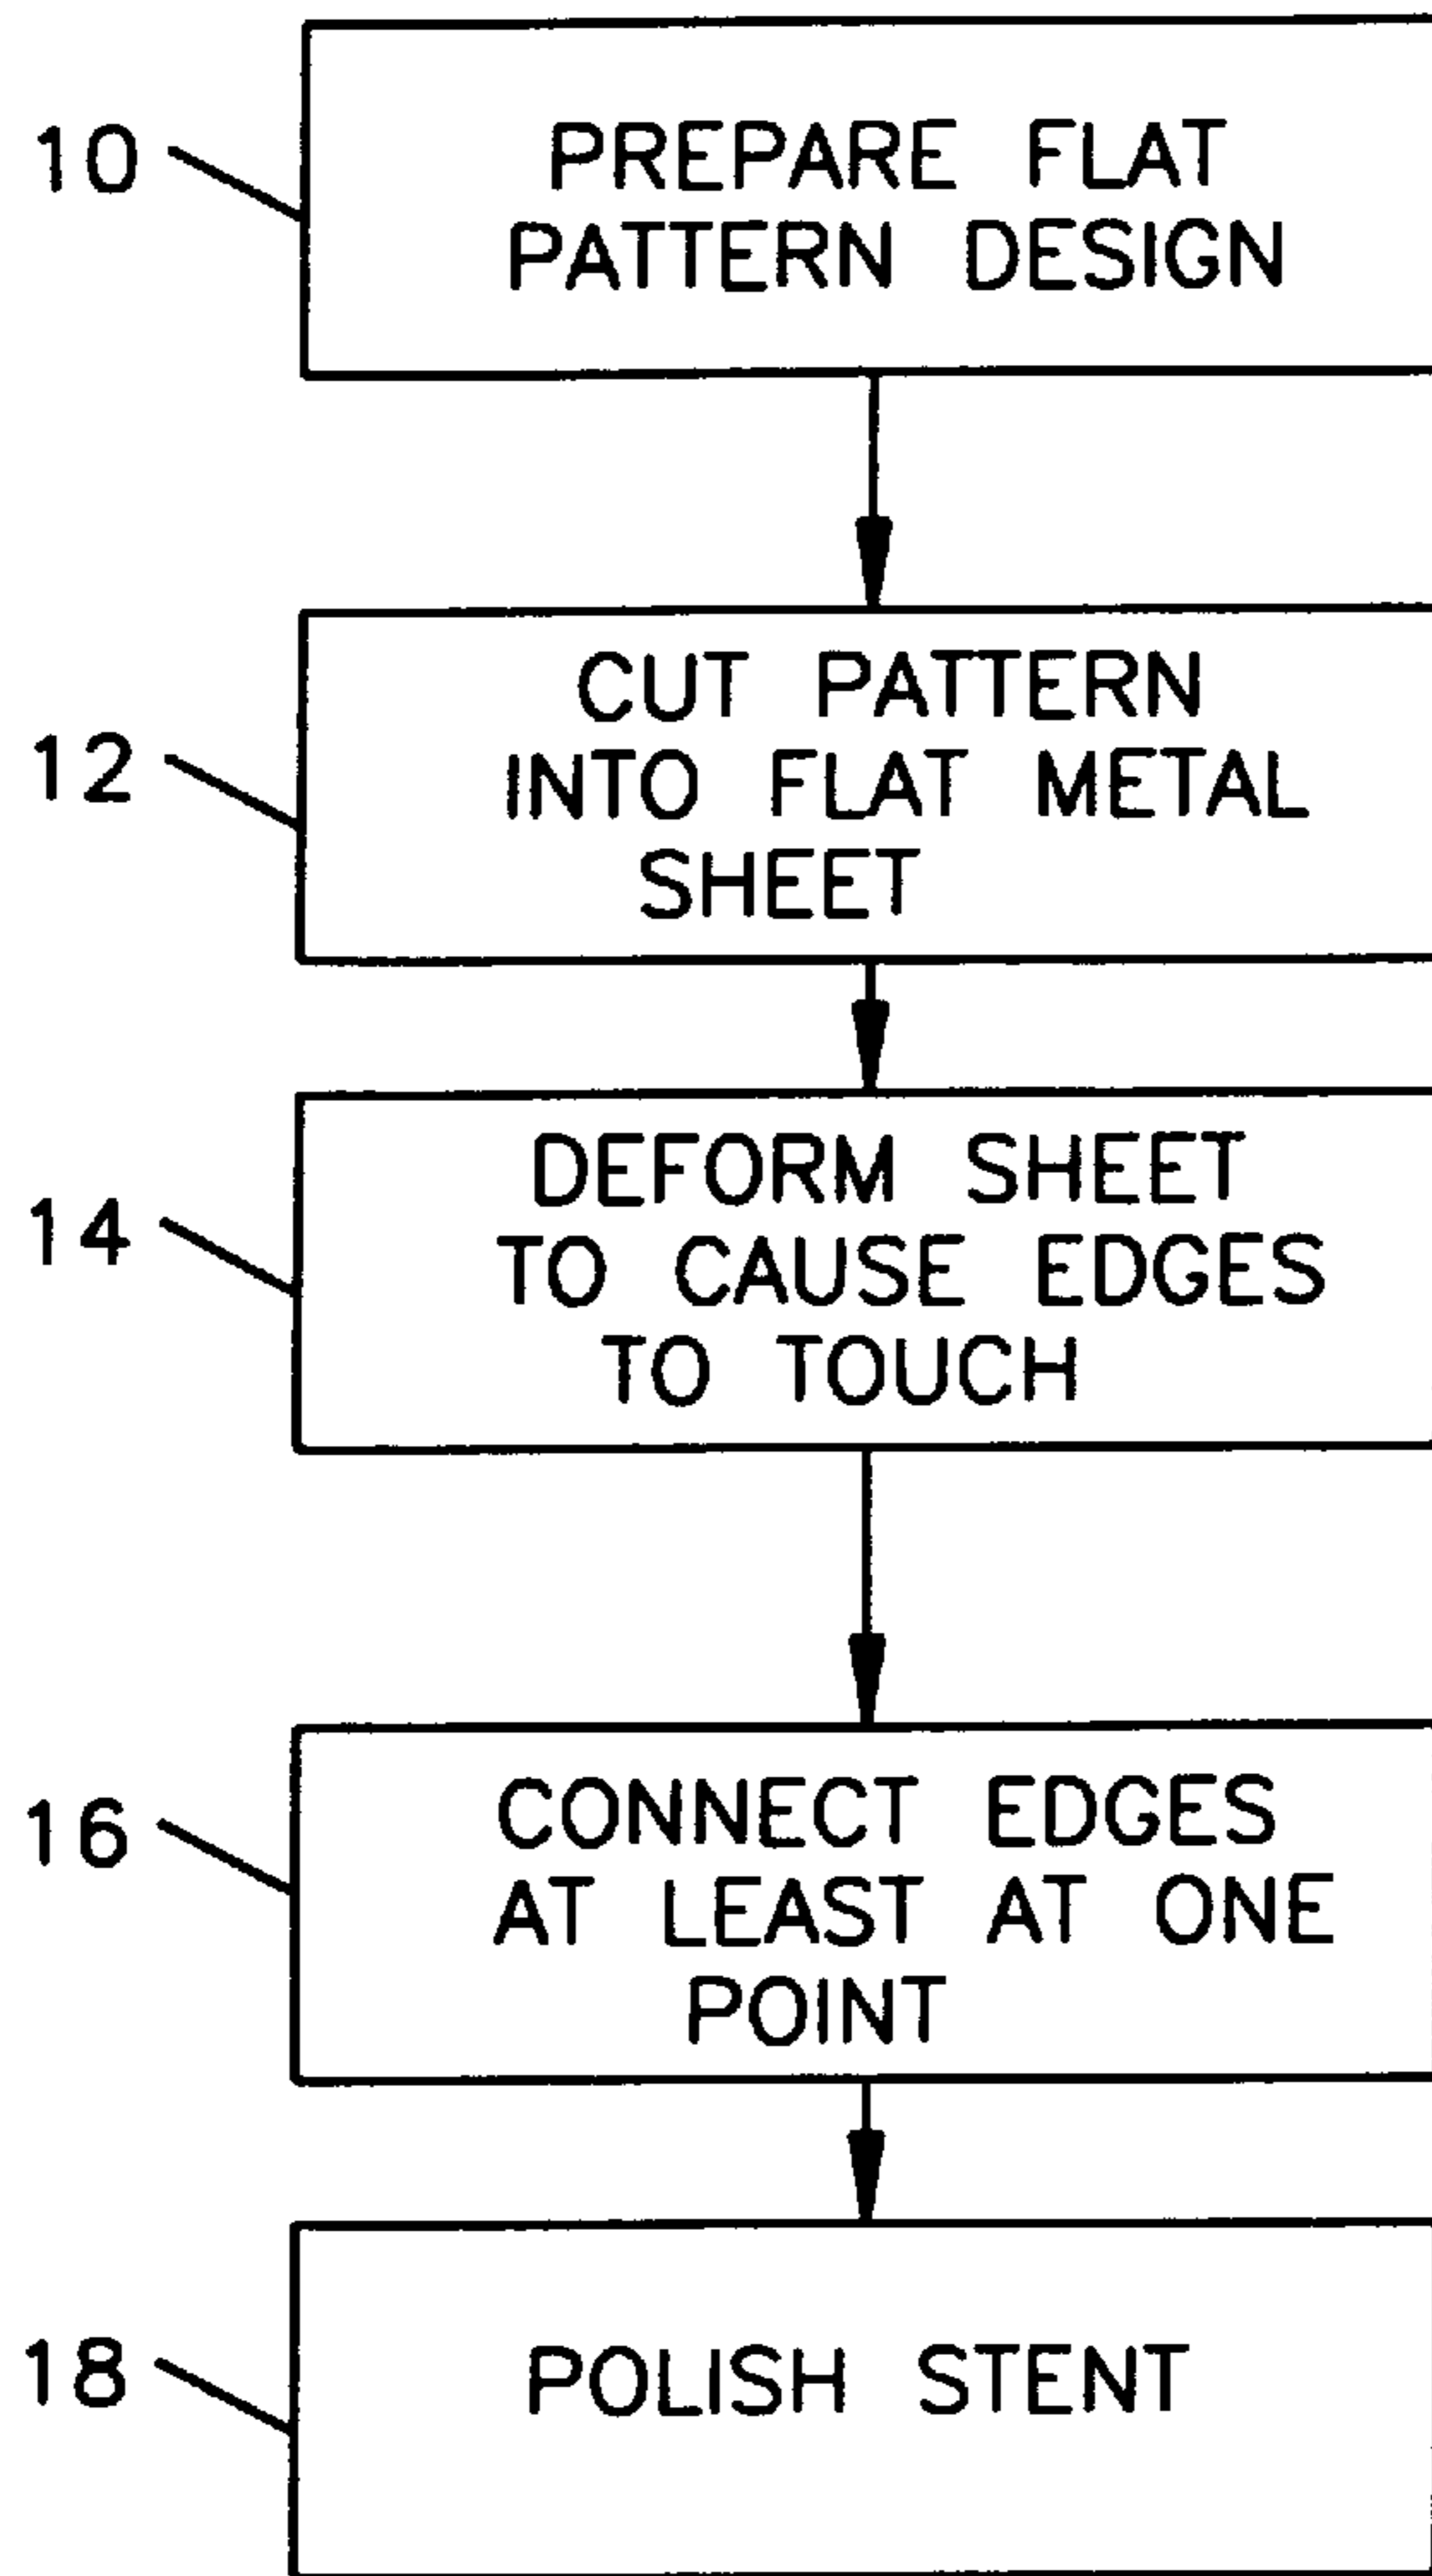 10
PREPARE FLAT
PATTERN DESIGN
12
CUT PATTERN
INTO FLAT METAL
SHEET
14
DEFORM SHEET
TO CAUSE EDGES
TO TOUCH
16
CONNECT EDGES
AT LEAST AT ONE
POINT
18
POLISH STENT